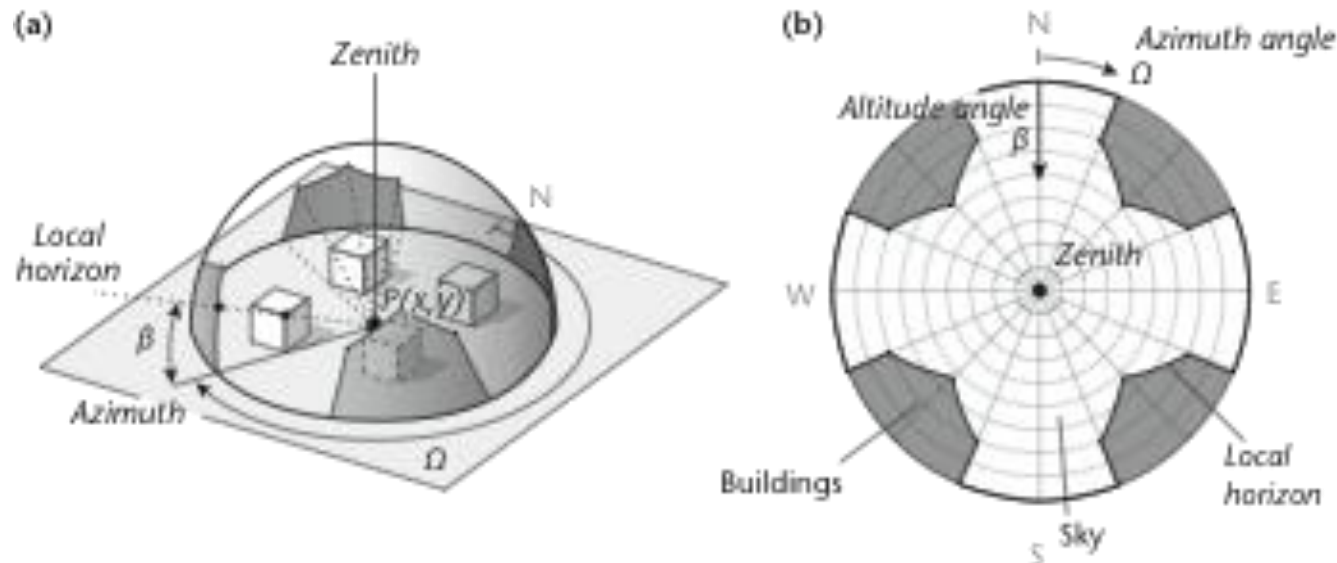 (a)
Zenith
N
Local
horizon
P(x,y)
β
Azimuth
Ω
(b)
N
Azimuth angle
Ω
Altitude angle
β
Zenith
W
E
Buildings
Local
horizon
Sky
S